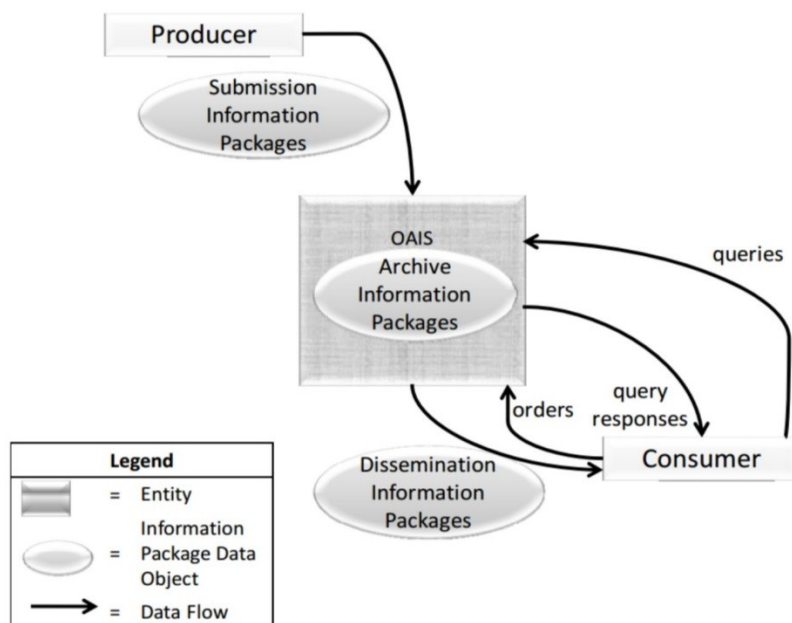 Producer
Submission
Information
Packages
OAIS
Archive
Information
Packages
queries
query
responses
orders
Consumer
Dissemination
Information
Packages
Legend
= Entity
Information
= Package Data
Object
= Data Flow